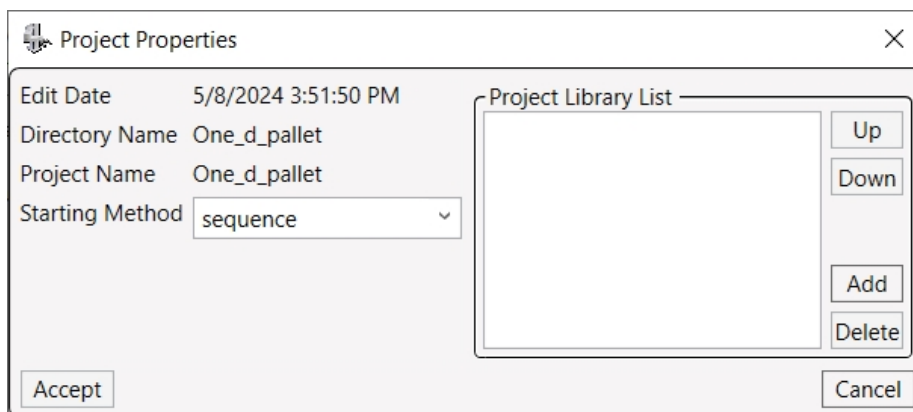 Project Properties
Edit Date 5/8/2024 3:51:50 PM
Directory Name One_d_pallet
Project Name One_d_pallet
Starting Method sequence
Project Library List
Up
Down
Add
Delete
Accept
Cancel